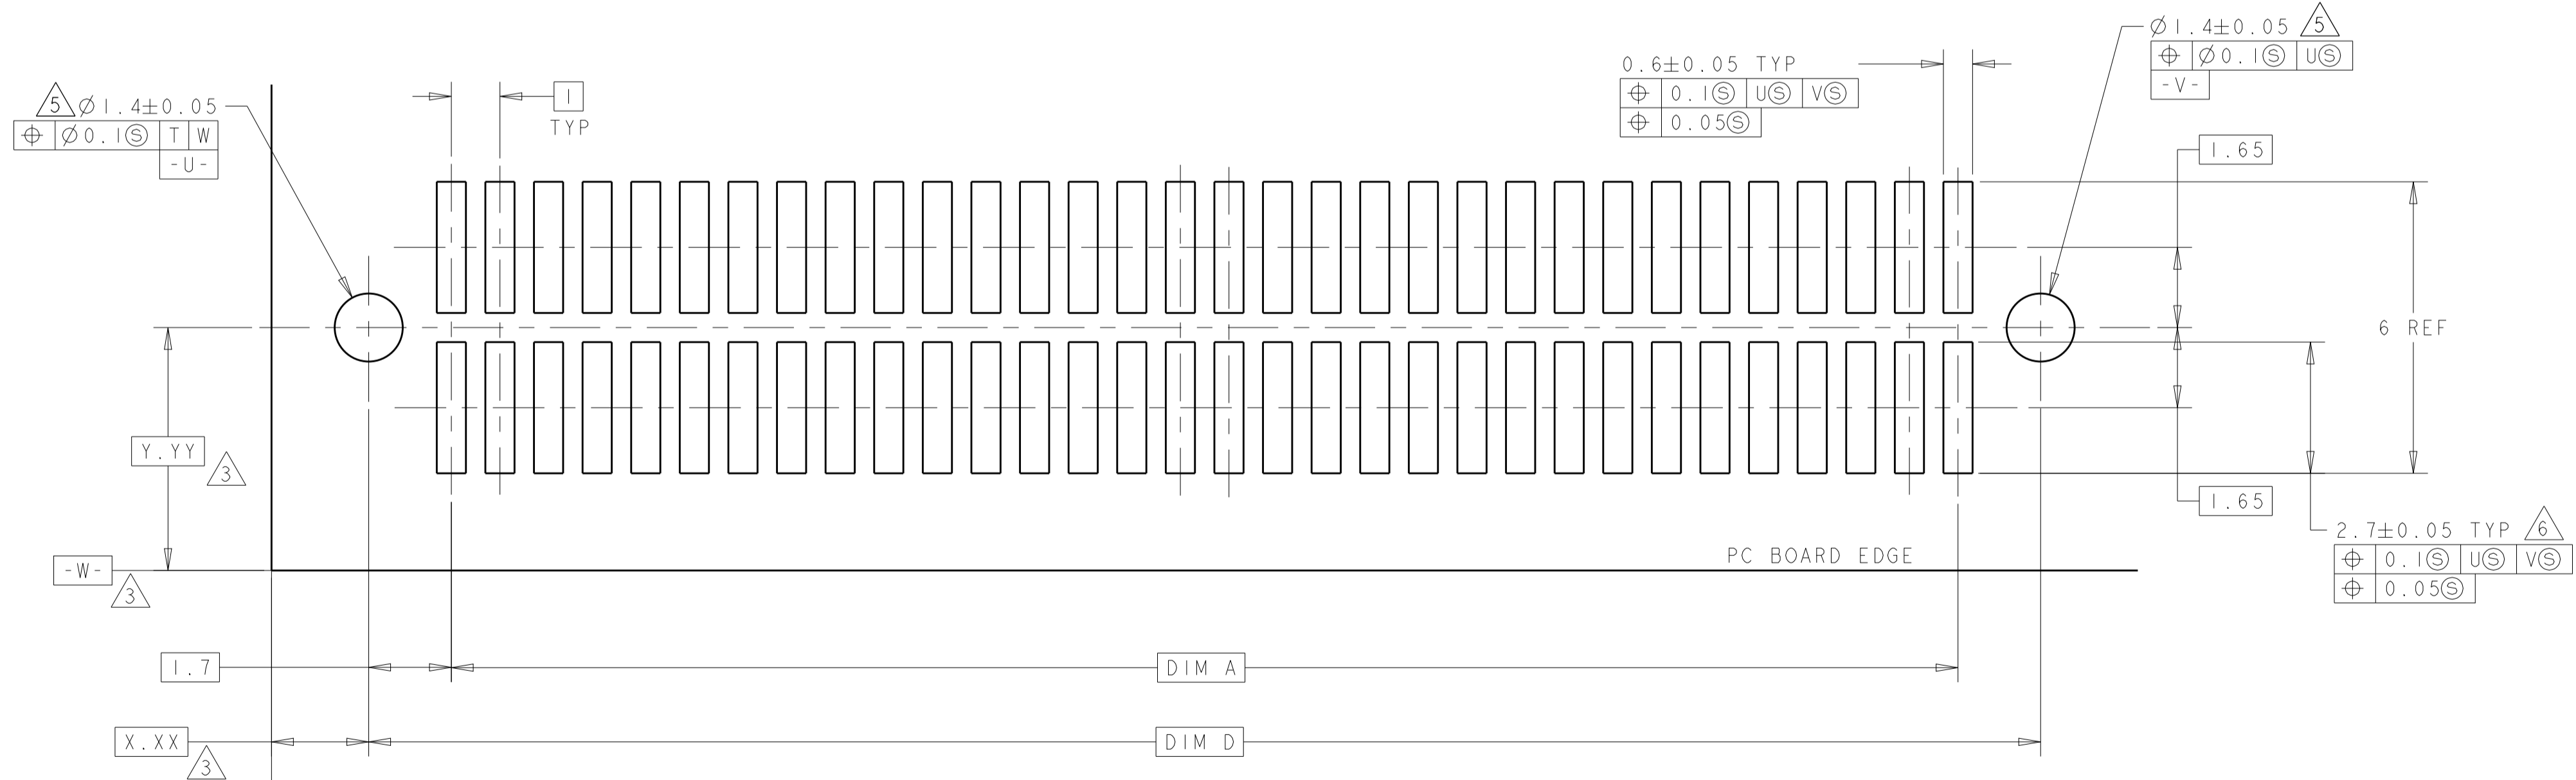 5 Ø1.4±0.05
⌖ Ø0.1Ⓢ T W
-U-
1
TYP
0.6±0.05 TYP
⌖ 0.1Ⓢ UⓈ VⓈ
⌖ 0.05Ⓢ
Ø1.4±0.05 5
⌖ Ø0.1Ⓢ UⓈ
-V-
1.65
6 REF
Y.YY 3
1.65
2.7±0.05 TYP 6
⌖ 0.1Ⓢ UⓈ VⓈ
⌖ 0.05Ⓢ
PC BOARD EDGE
-W- 3
1.7
DIM A
X.XX 3
DIM D